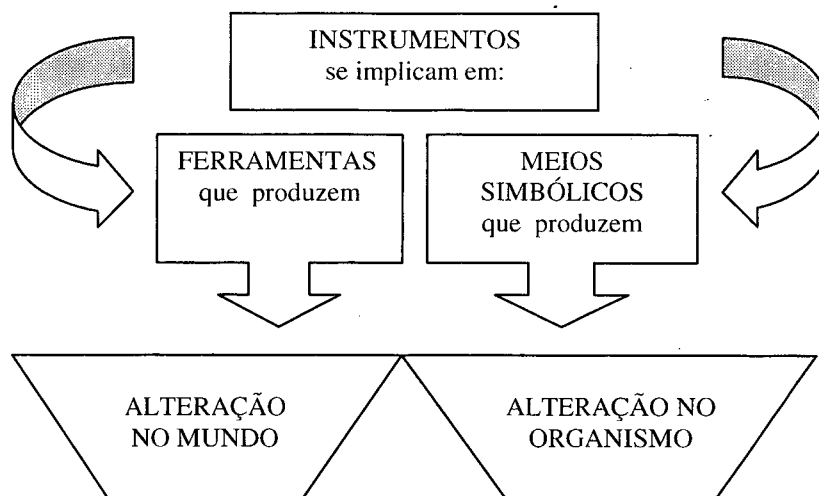 INSTRUMENTOS
se implicam em:
FERRAMENTAS
que produzem
MEIOS
SIMBÓLICOS
que produzem
ALTERAÇÃO
NO MUNDO
ALTERAÇÃO NO
ORGANISMO